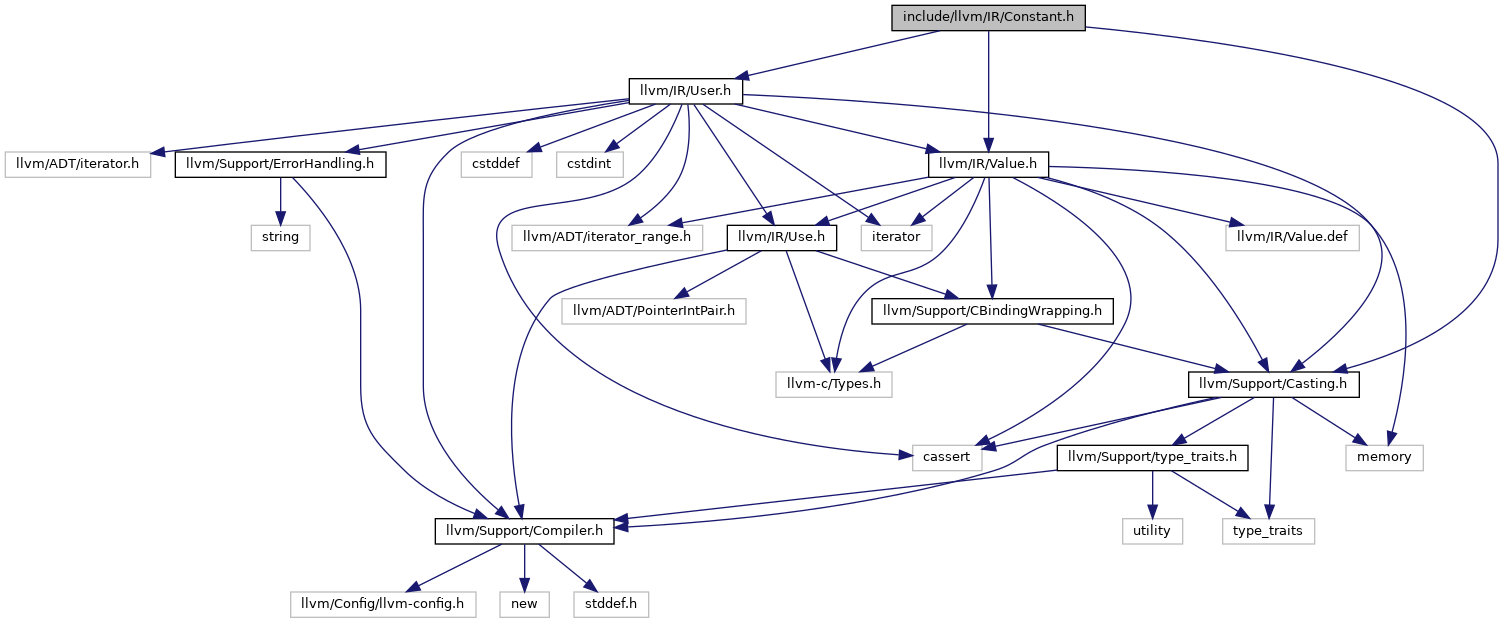 include/llvm/IR/Constant.h
llvm/IR/User.h
llvm/ADT/iterator.h
llvm/Support/ErrorHandling.h
cstddef
cstdint
llvm/IR/Value.h
string
llvm/ADT/iterator_range.h
llvm/IR/Use.h
iterator
llvm/IR/Value.def
llvm/ADT/PointerIntPair.h
llvm/Support/CBindingWrapping.h
llvm-c/Types.h
llvm/Support/Casting.h
cassert
llvm/Support/type_traits.h
memory
llvm/Support/Compiler.h
utility
type_traits
llvm/Config/llvm-config.h
new
stddef.h